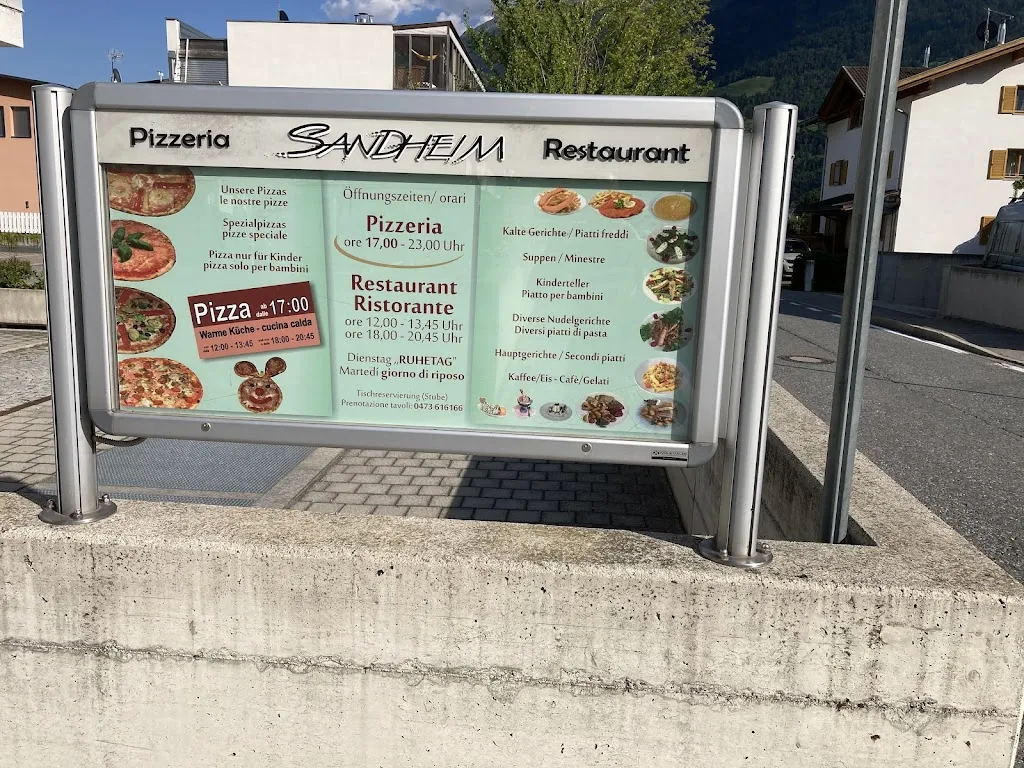 Pizzeria SANDHEIM Restaurant
Unsere Pizzas
le nostre pizze
Spezialpizzas
pizze speciale
Pizza nur für Kinder
pizza solo per bambini
Pizza ab dalle 17:00
Warme Küche - cucina calda
12:00 - 13:45 18:00 - 20:45
Öffnungszeiten/ orari
Pizzeria
ore 17,00 - 23,00 Uhr
Restaurant
Ristorante
ore 12,00 - 13,45 Uhr
ore 18,00 - 20,45 Uhr
Dienstag „RUHETAG"
Martedí giorno di riposo
Tischreservierung (Stube)
Prenotazione tavoli: 0473 616166
Kalte Gerichte / Piatti freddi
Suppen / Minestre
Kinderteller
Piatto per bambini
Diverse Nudelgerichte
Diversi piatti di pasta
Hauptgerichte / Secondi piatti
Kaffee/Eis - Cafè/Gelati